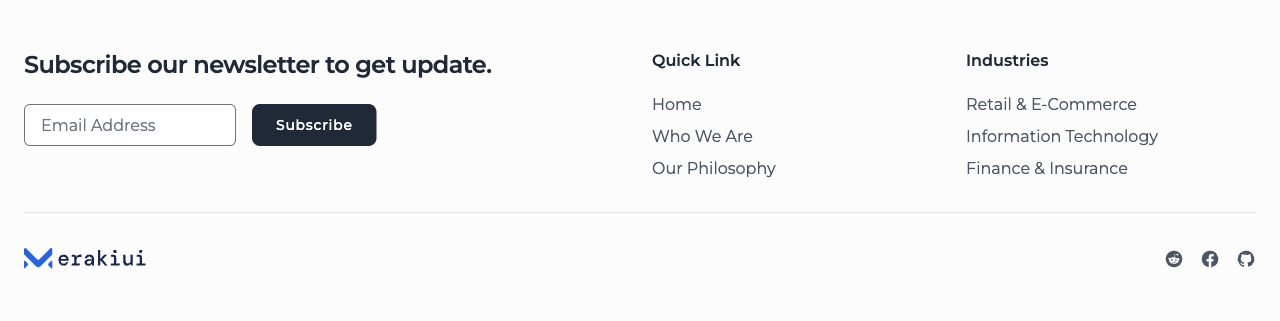 Subscribe our newsletter to get update.
Email Address
Subscribe
Quick Link
Home
Who We Are
Our Philosophy
Industries
Retail & E-Commerce
Information Technology
Finance & Insurance
erakiui